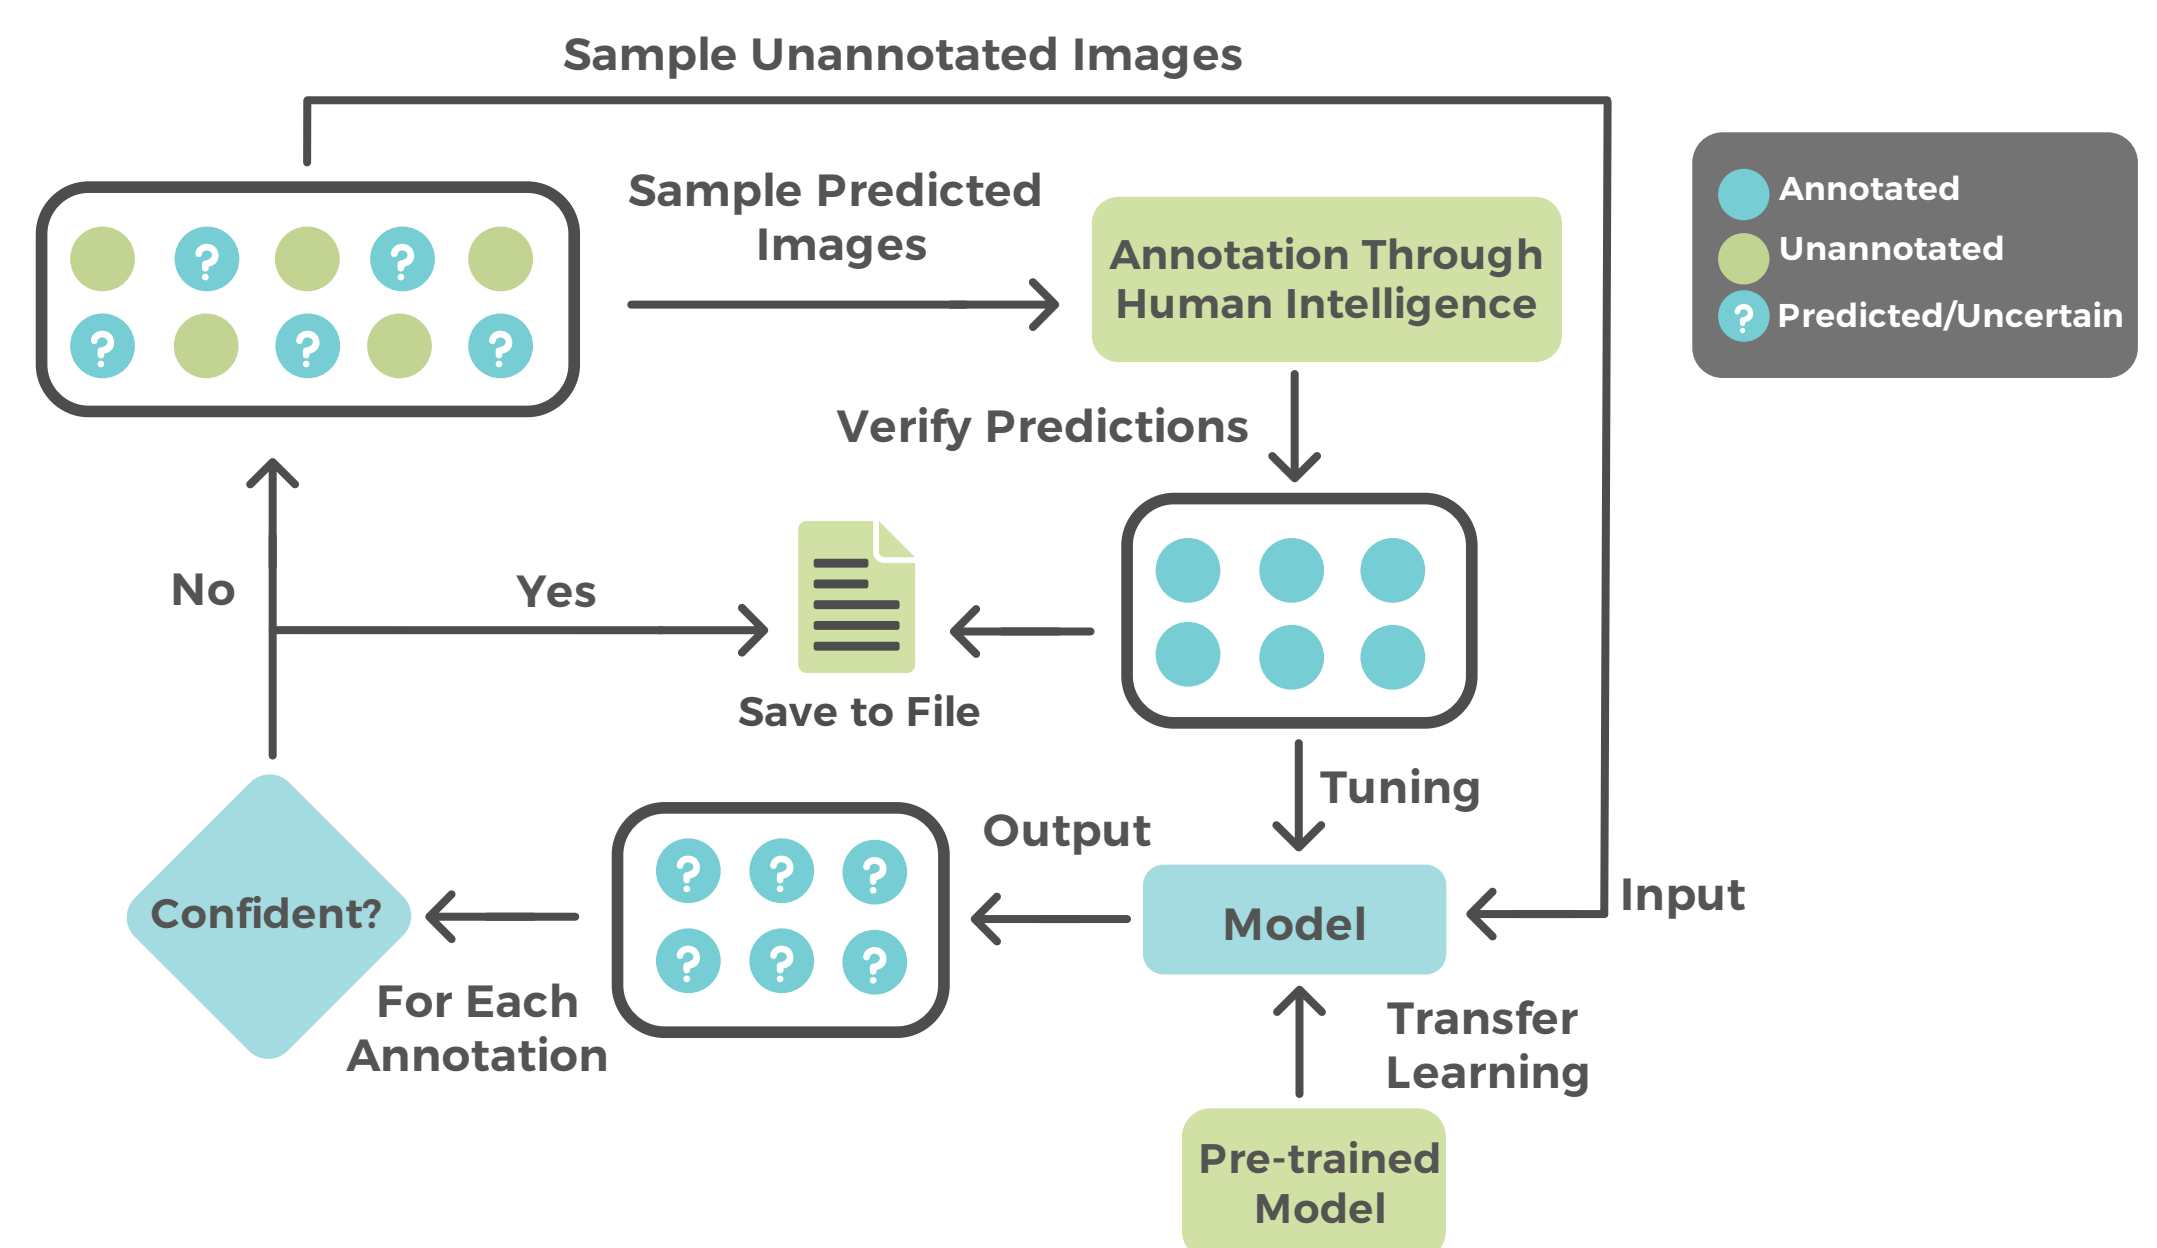 Sample Unannotated Images
Sample Predicted
Images
Annotation Through
Human Intelligence
Annotated
Unannotated
? Predicted/Uncertain
? ?
? ? ?
Verify Predictions
No
Yes
Save to File
Tuning
Output
Input
Model
? ? ?
? ? ?
Confident?
For Each
Annotation
Transfer
Learning
Pre-trained
Model